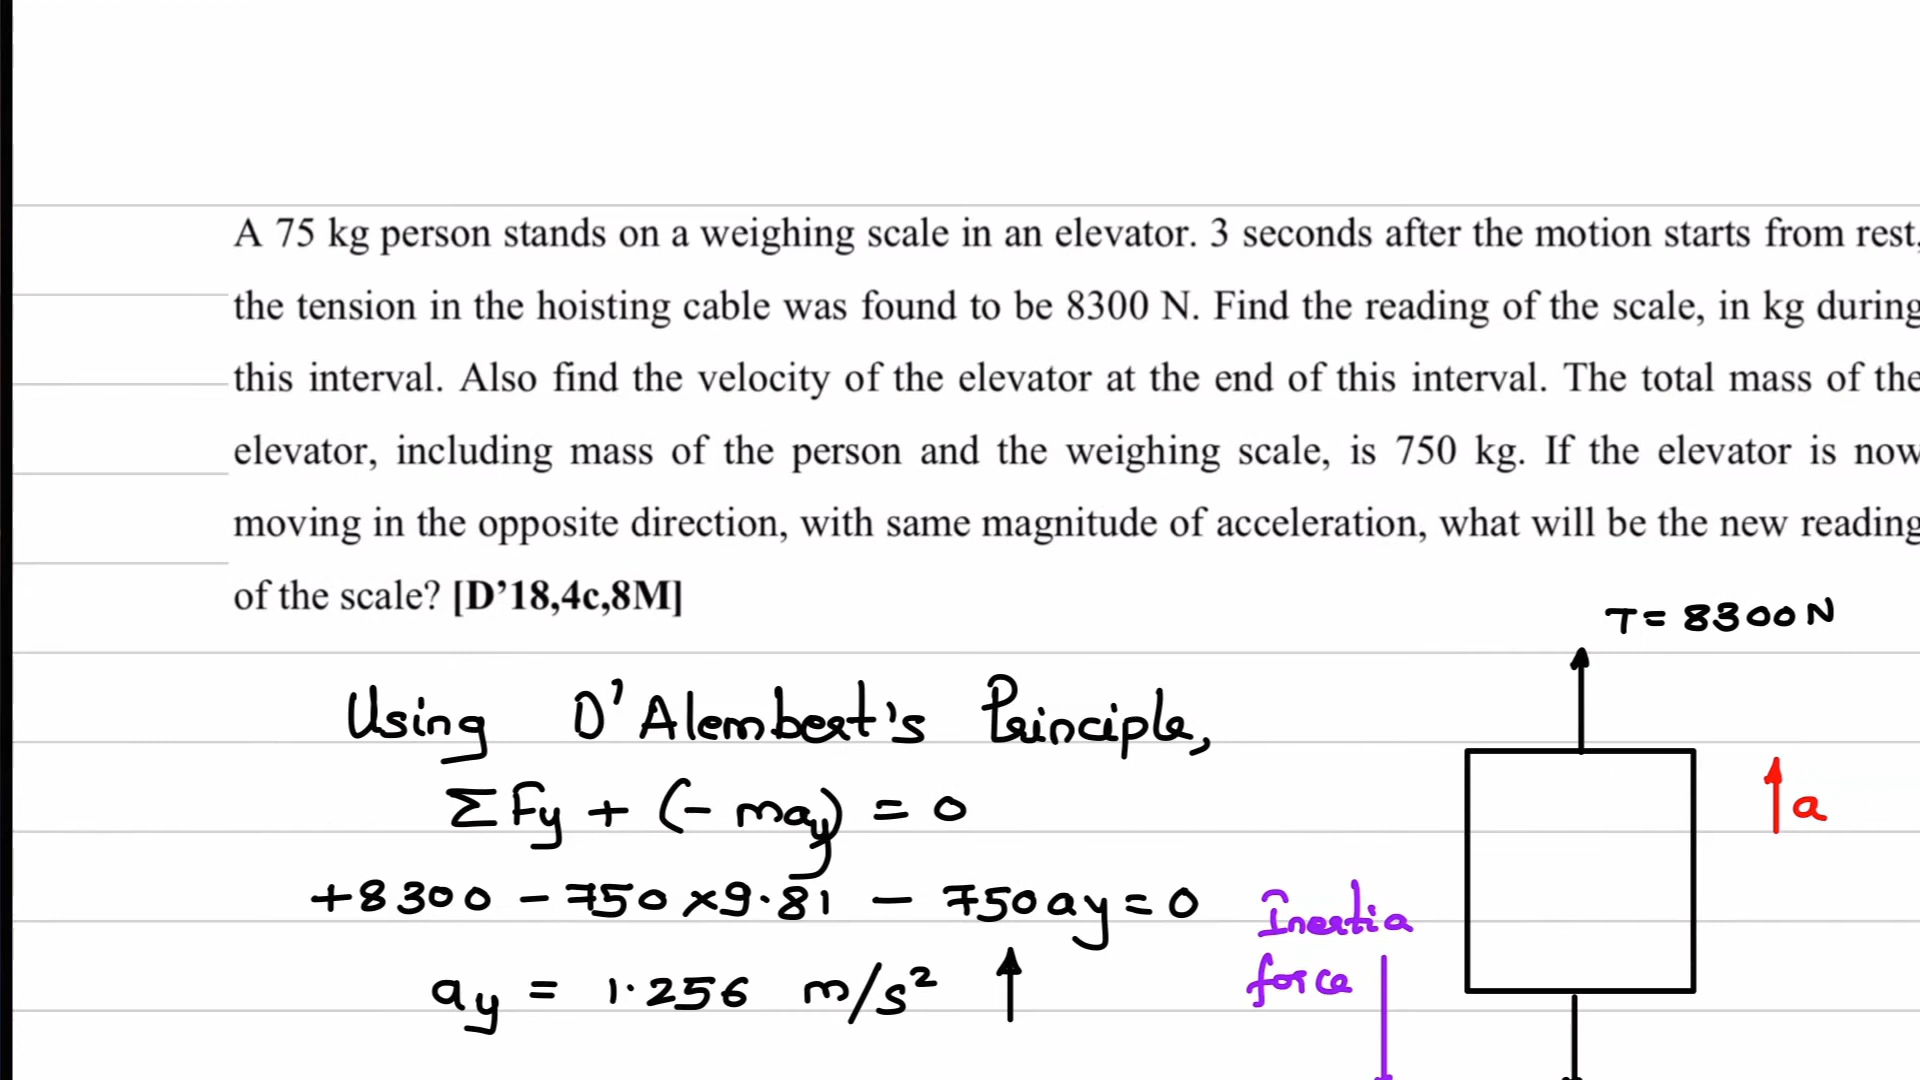 A 75 kg person stands on a weighing scale in an elevator. 3 seconds after the motion starts from rest,
the tension in the hoisting cable was found to be 8300 N. Find the reading of the scale, in kg during
this interval. Also find the velocity of the elevator at the end of this interval. The total mass of the
elevator, including mass of the person and the weighing scale, is 750 kg. If the elevator is now
moving in the opposite direction, with same magnitude of acceleration, what will be the new reading
of the scale? [D’18,4c,8M]
T = 8300 N
Using D' Alembert's Principle,
ΣFy + (- may) = 0
a
+8300 - 750 ×9.81 - 750ay = 0
Inertia
force
ay = 1.256 m/s² ↑